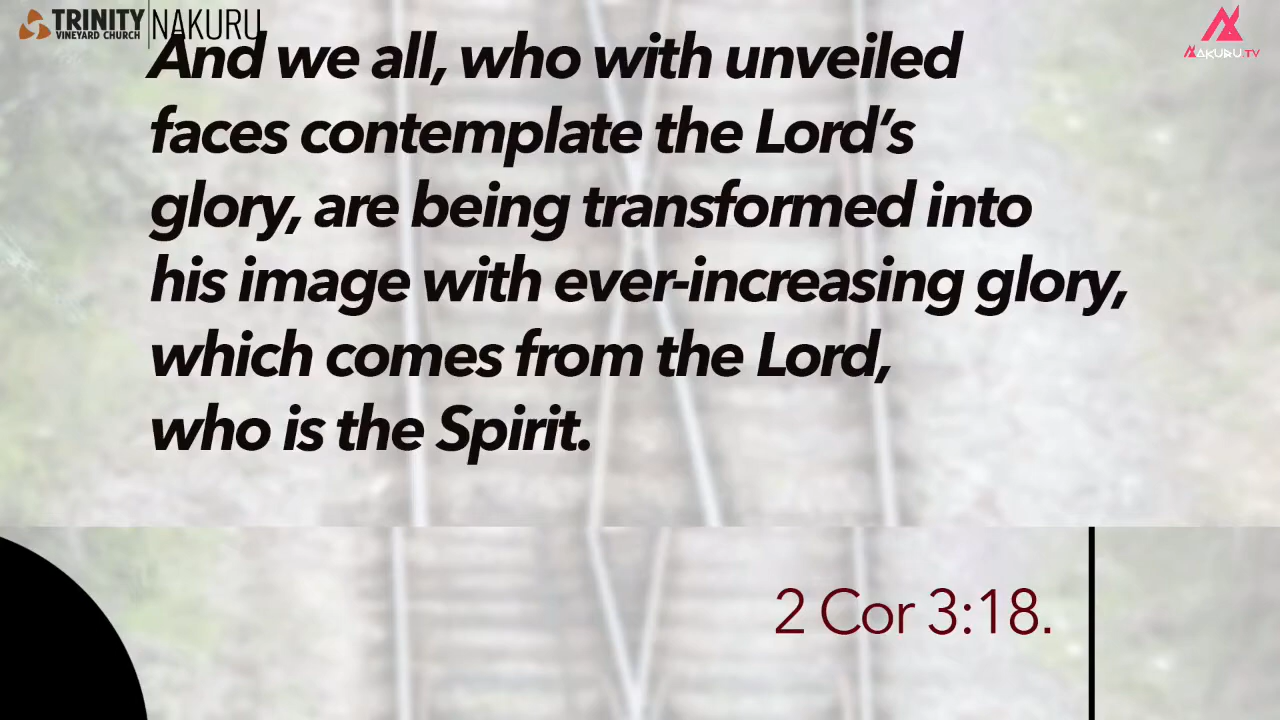 TRINITY
VINEYARD CHURCH
NAKURU
NAKURU TV
And we all, who with unveiled
faces contemplate the Lord’s
glory, are being transformed into
his image with ever-increasing glory,
which comes from the Lord,
who is the Spirit.
2 Cor 3:18.